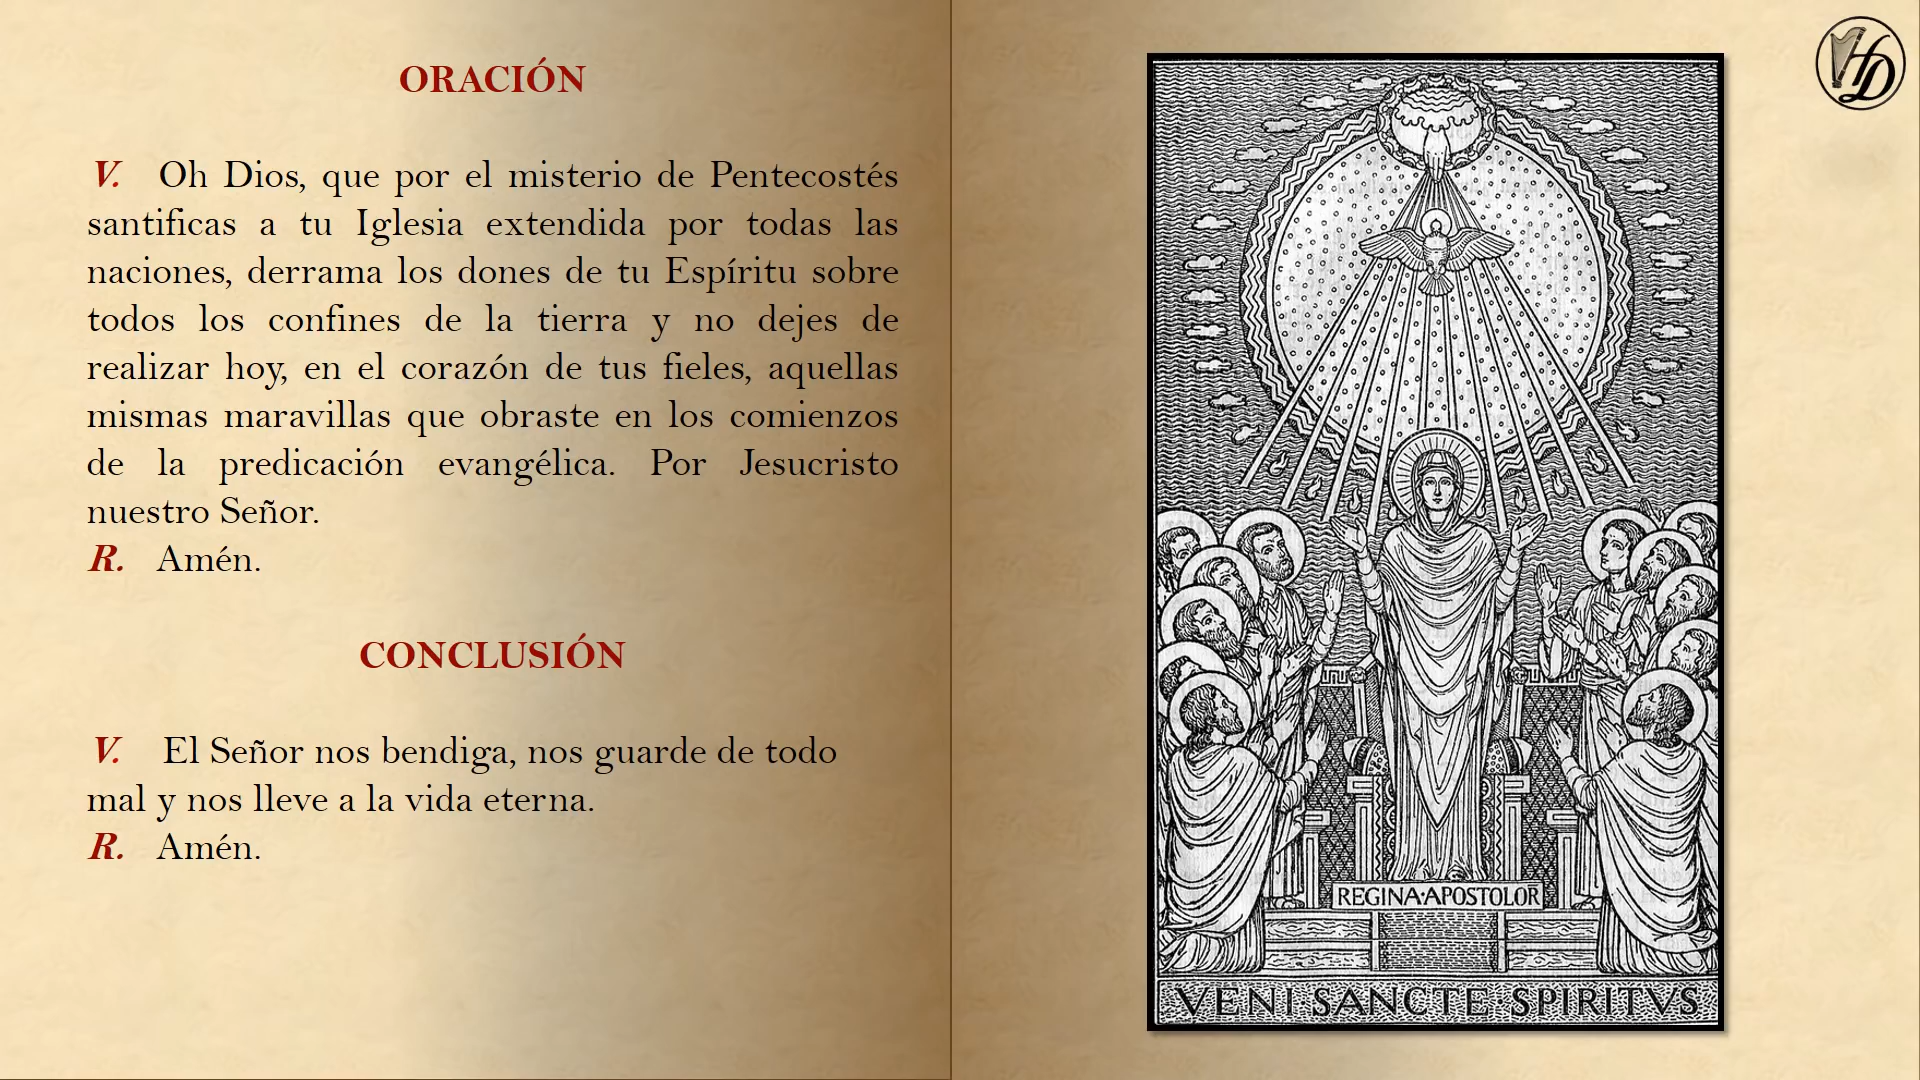 ORACIÓN
V. Oh Dios, que por el misterio de Pentecostés
santificas a tu Iglesia extendida por todas las
naciones, derrama los dones de tu Espíritu sobre
todos los confines de la tierra y no dejes de
realizar hoy, en el corazón de tus fieles, aquellas
mismas maravillas que obraste en los comienzos
de la predicación evangélica. Por Jesucristo
nuestro Señor.
R. Amén.
CONCLUSIÓN
V. El Señor nos bendiga, nos guarde de todo
mal y nos lleve a la vida eterna.
R. Amén.
HD
REGINA·APOSTOLOR̄
VENI SANCTE·SPIRITVS